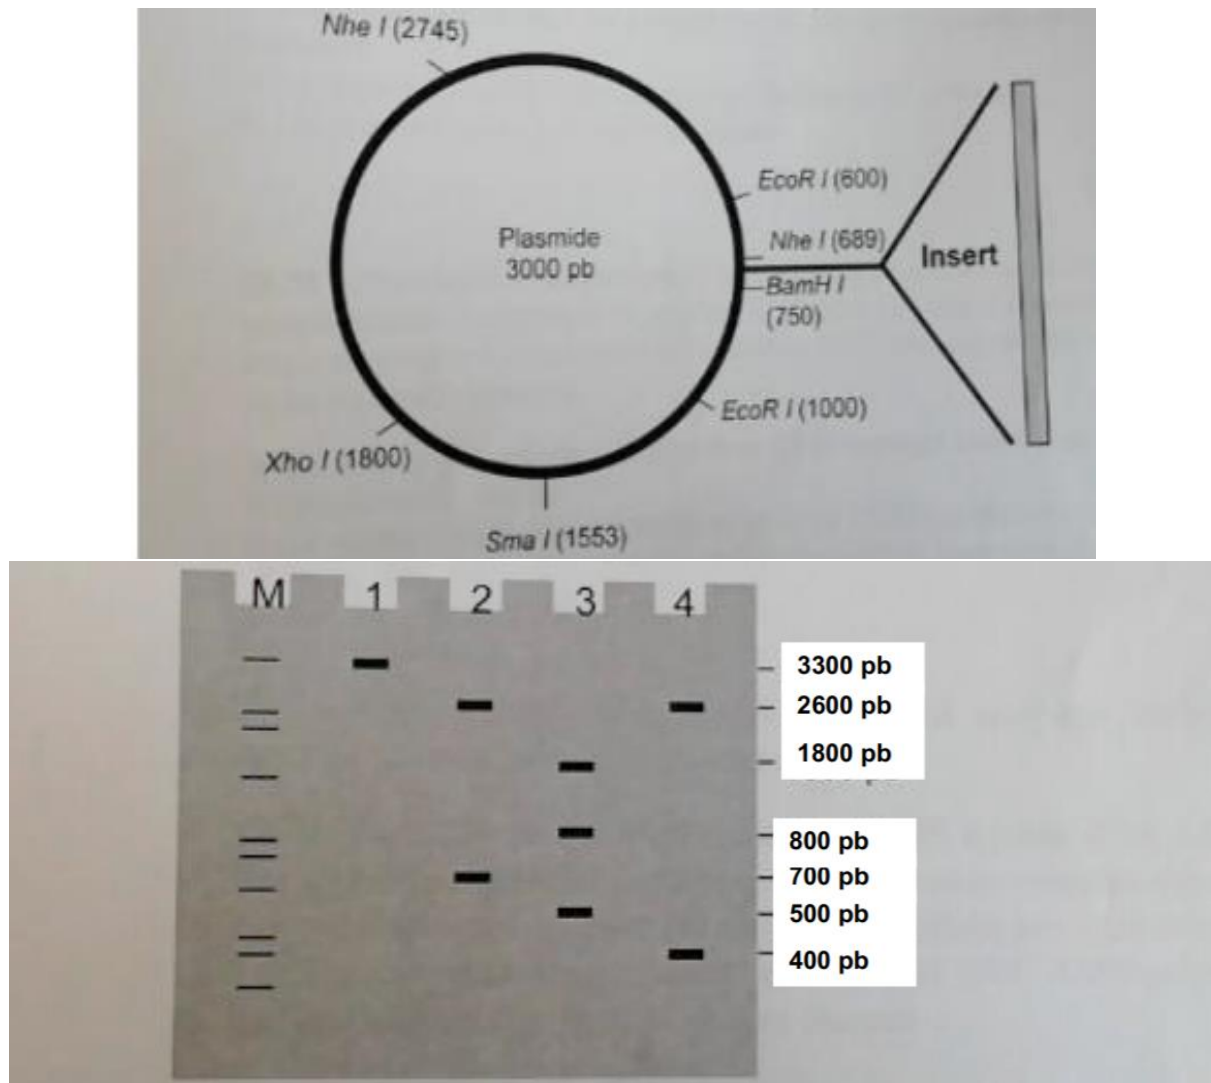 Nhe I (2745)
EcoR I (600)
Plasmide
3000 pb
Nhe I (689)
Insert
BamH I
(750)
EcoR I (1000)
Xho I (1800)
Sma I (1553)
M 1 2 3 4
3300 pb
2600 pb
1800 pb
800 pb
700 pb
500 pb
400 pb